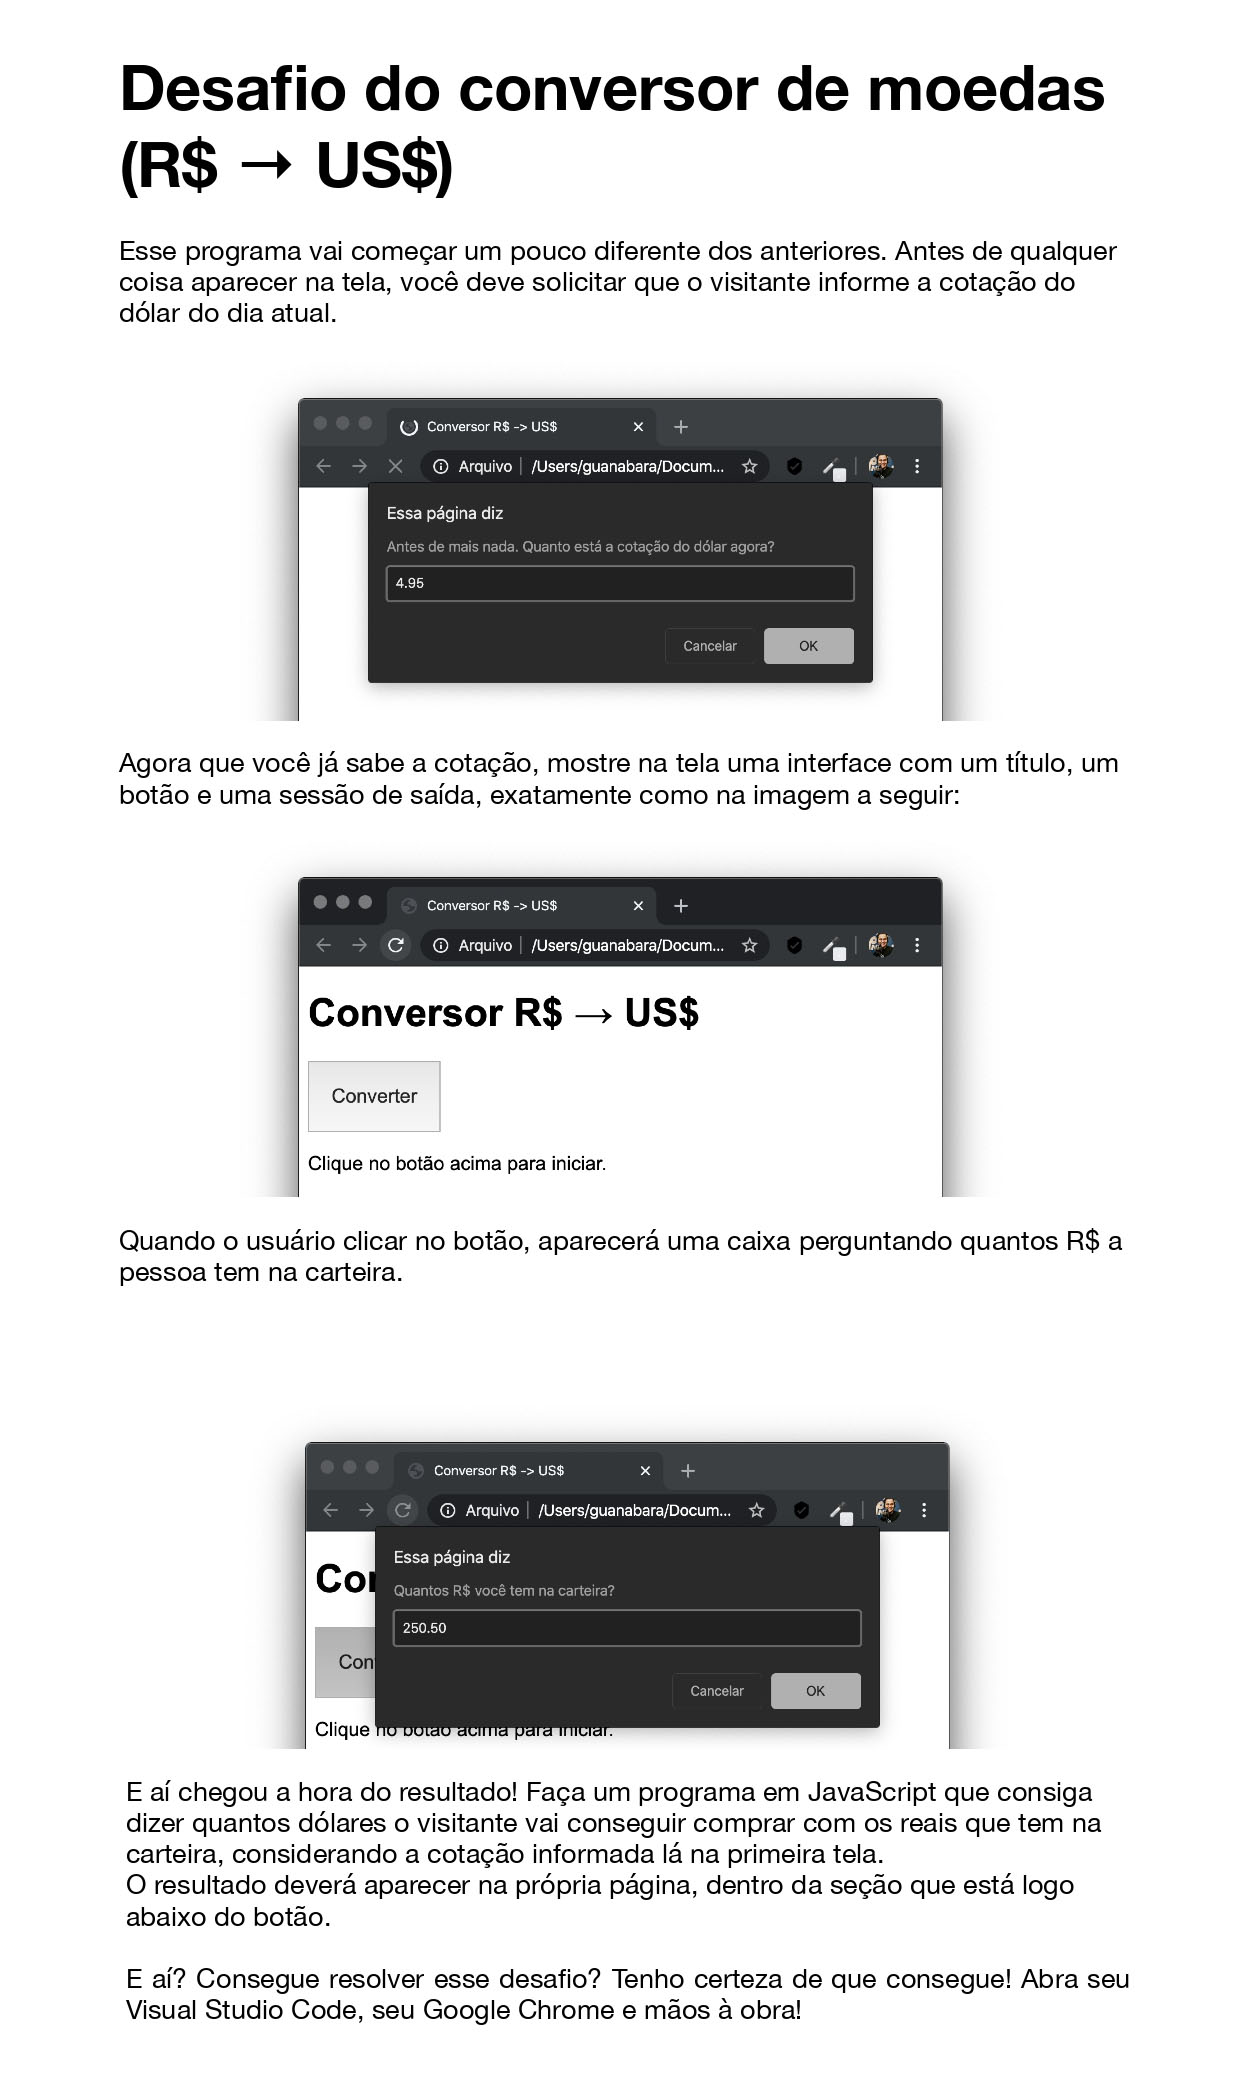 Desafio do conversor de moedas
(R$ → US$)
Esse programa vai começar um pouco diferente dos anteriores. Antes de qualquer
coisa aparecer na tela, você deve solicitar que o visitante informe a cotação do
dólar do dia atual.
Conversor R$ -> US$
Arquivo | /Users/guanabara/Docum...
Essa página diz
Antes de mais nada. Quanto está a cotação do dólar agora?
4.95
Cancelar OK
Agora que você já sabe a cotação, mostre na tela uma interface com um título, um
botão e uma sessão de saída, exatamente como na imagem a seguir:
Conversor R$ -> US$
Arquivo | /Users/guanabara/Docum...
Conversor R$ → US$
Converter
Clique no botão acima para iniciar.
Quando o usuário clicar no botão, aparecerá uma caixa perguntando quantos R$ a
pessoa tem na carteira.
Conversor R$ -> US$
Arquivo | /Users/guanabara/Docum...
Essa página diz
Con
Quantos R$ você tem na carteira?
250.50
Con
Cancelar OK
Clique no botão acima para iniciar.
E aí chegou a hora do resultado! Faça um programa em JavaScript que consiga
dizer quantos dólares o visitante vai conseguir comprar com os reais que tem na
carteira, considerando a cotação informada lá na primeira tela.
O resultado deverá aparecer na própria página, dentro da seção que está logo
abaixo do botão.
E aí? Consegue resolver esse desafio? Tenho certeza de que consegue! Abra seu
Visual Studio Code, seu Google Chrome e mãos à obra!